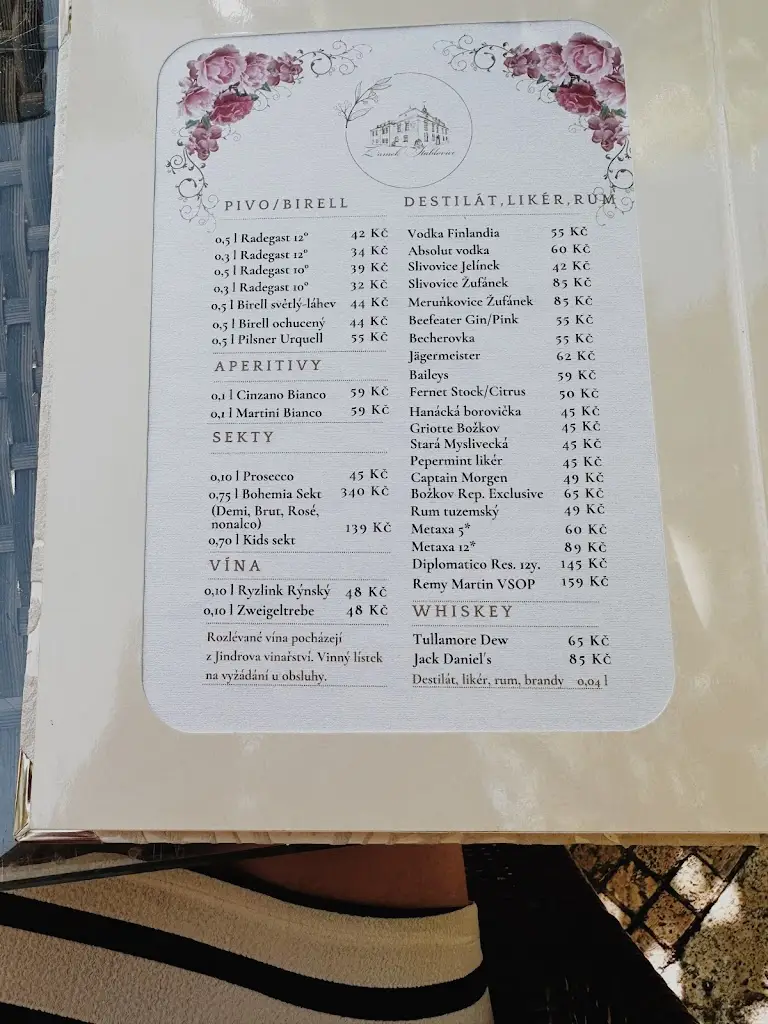 Zámek Stablovice
PIVO/BIRELL
0,5 l Radegast 12° 42 Kč
0,3 l Radegast 12° 34 Kč
0,5 l Radegast 10° 39 Kč
0,3 l Radegast 10° 32 Kč
0,5 l Birell světlý-láhev 44 Kč
0,5 l Birell ochucený 44 Kč
0,5 l Pilsner Urquell 55 Kč
APERITIVY
0,1 l Cinzano Bianco 59 Kč
0,1 l Martini Bianco 59 Kč
SEKTY
0,10 l Prosecco 45 Kč
0,75 l Bohemia Sekt 340 Kč
(Demi, Brut, Rosé,
nonalco)
0,70 l Kids sekt 139 Kč
VÍNA
0,10 l Ryzlink Rýnský 48 Kč
0,10 l Zweigeltrebe 48 Kč
Rozlévané vína pocházejí
z Jindrova vinařství. Vinný lístek
na vyžádání u obsluhy.
DESTILÁT,LIKÉR,RUM
Vodka Finlandia 55 Kč
Absolut vodka 60 Kč
Slivovice Jelínek 42 Kč
Slivovice Žufánek 85 Kč
Meruňkovice Žufánek 85 Kč
Beefeater Gin/Pink 55 Kč
Becherovka 55 Kč
Jägermeister 62 Kč
Baileys 59 Kč
Fernet Stock/Citrus 50 Kč
Hanácká borovička 45 Kč
Griotte Božkov 45 Kč
Stará Myslivecká 45 Kč
Pepermint likér 45 Kč
Captain Morgen 49 Kč
Božkov Rep. Exclusive 65 Kč
Rum tuzemský 49 Kč
Metaxa 5* 60 Kč
Metaxa 12* 89 Kč
Diplomatico Res. 12y. 145 Kč
Remy Martin VSOP 159 Kč
WHISKEY
Tullamore Dew 65 Kč
Jack Daniel's 85 Kč
Destilát, likér, rum, brandy 0,04 l